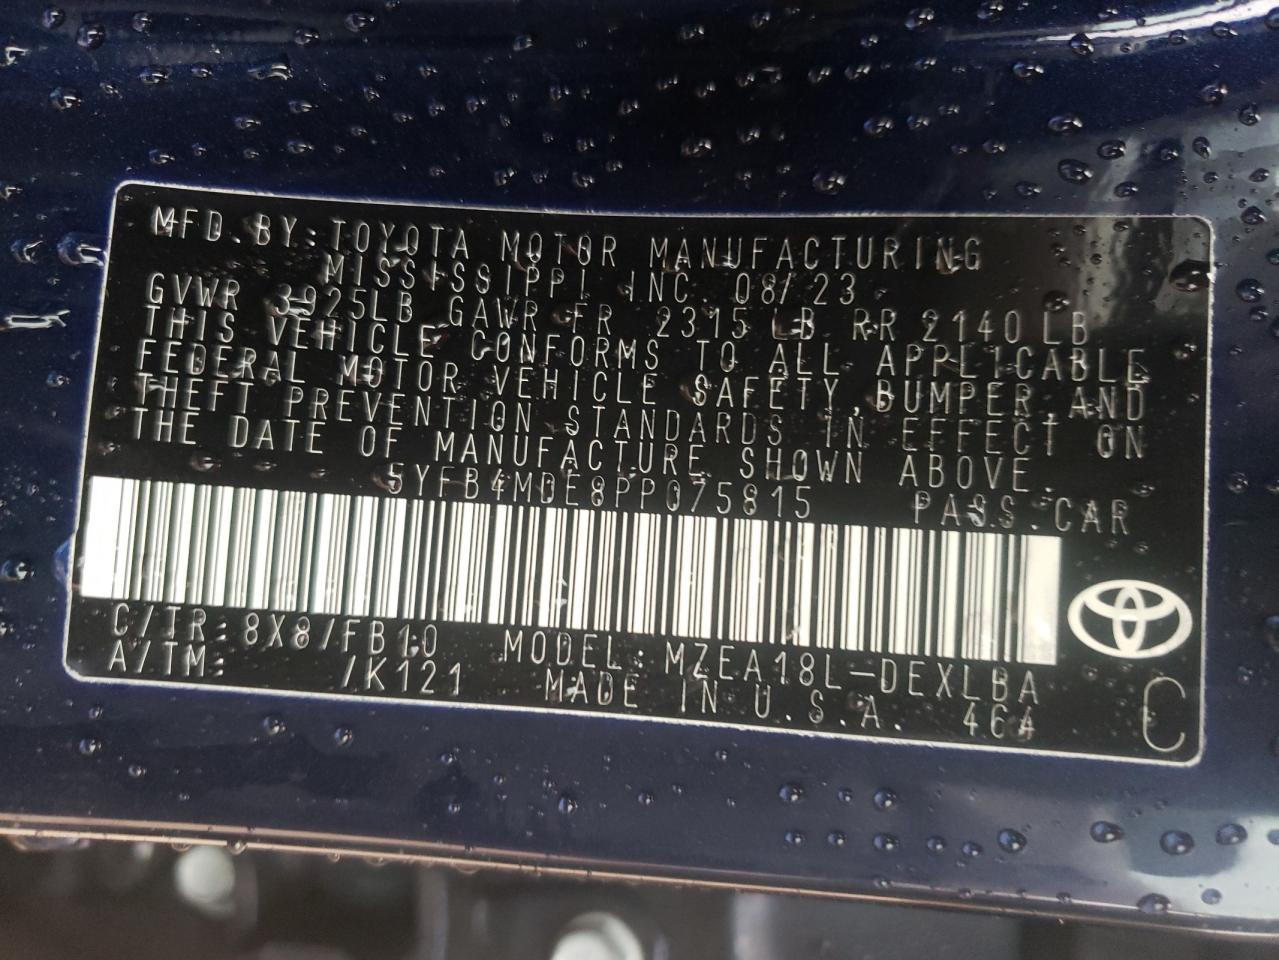 MFD.BY:TOYOTA MOTOR MANUFACTURING
MISSISSIPPI,INC 08/23
GVWR 3925LB GAWR FR 2315 LB RR 2140LB
THIS VEHICLE CONFORMS TO ALL APPLICABLE
FEDERAL MOTOR VEHICLE SAFETY,BUMPER,AND
THEFT PREVENTION STANDARDS IN EFFECT ON
THE DATE OF MANUFACTURE SHOWN ABOVE.
5YFB4MDE8PP075815 PASS.CAR
C/TR: 8X8/FB10 MODEL: MZEA18L-DEXLBA
A/TM: /K121 MADE IN U.S.A. 464
C